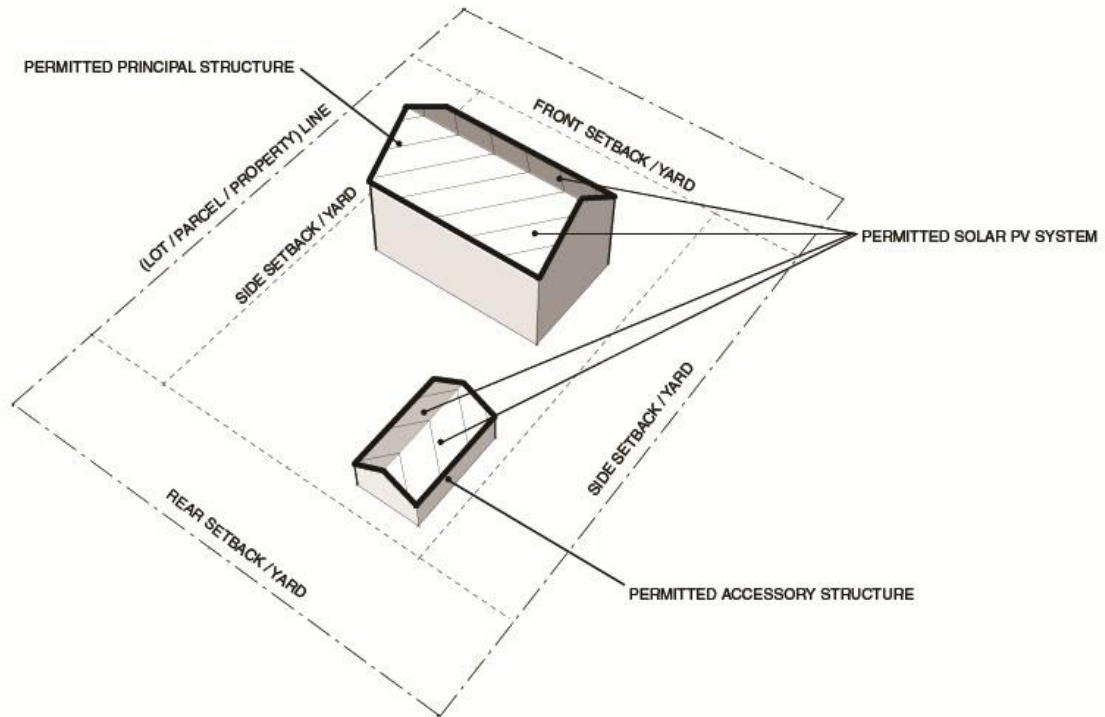 PERMITTED PRINCIPAL STRUCTURE
FRONT SETBACK / YARD
(LOT / PARCEL / PROPERTY) LINE
SIDE SETBACK / YARD
PERMITTED SOLAR PV SYSTEM
SIDE SETBACK / YARD
REAR SETBACK / YARD
PERMITTED ACCESSORY STRUCTURE